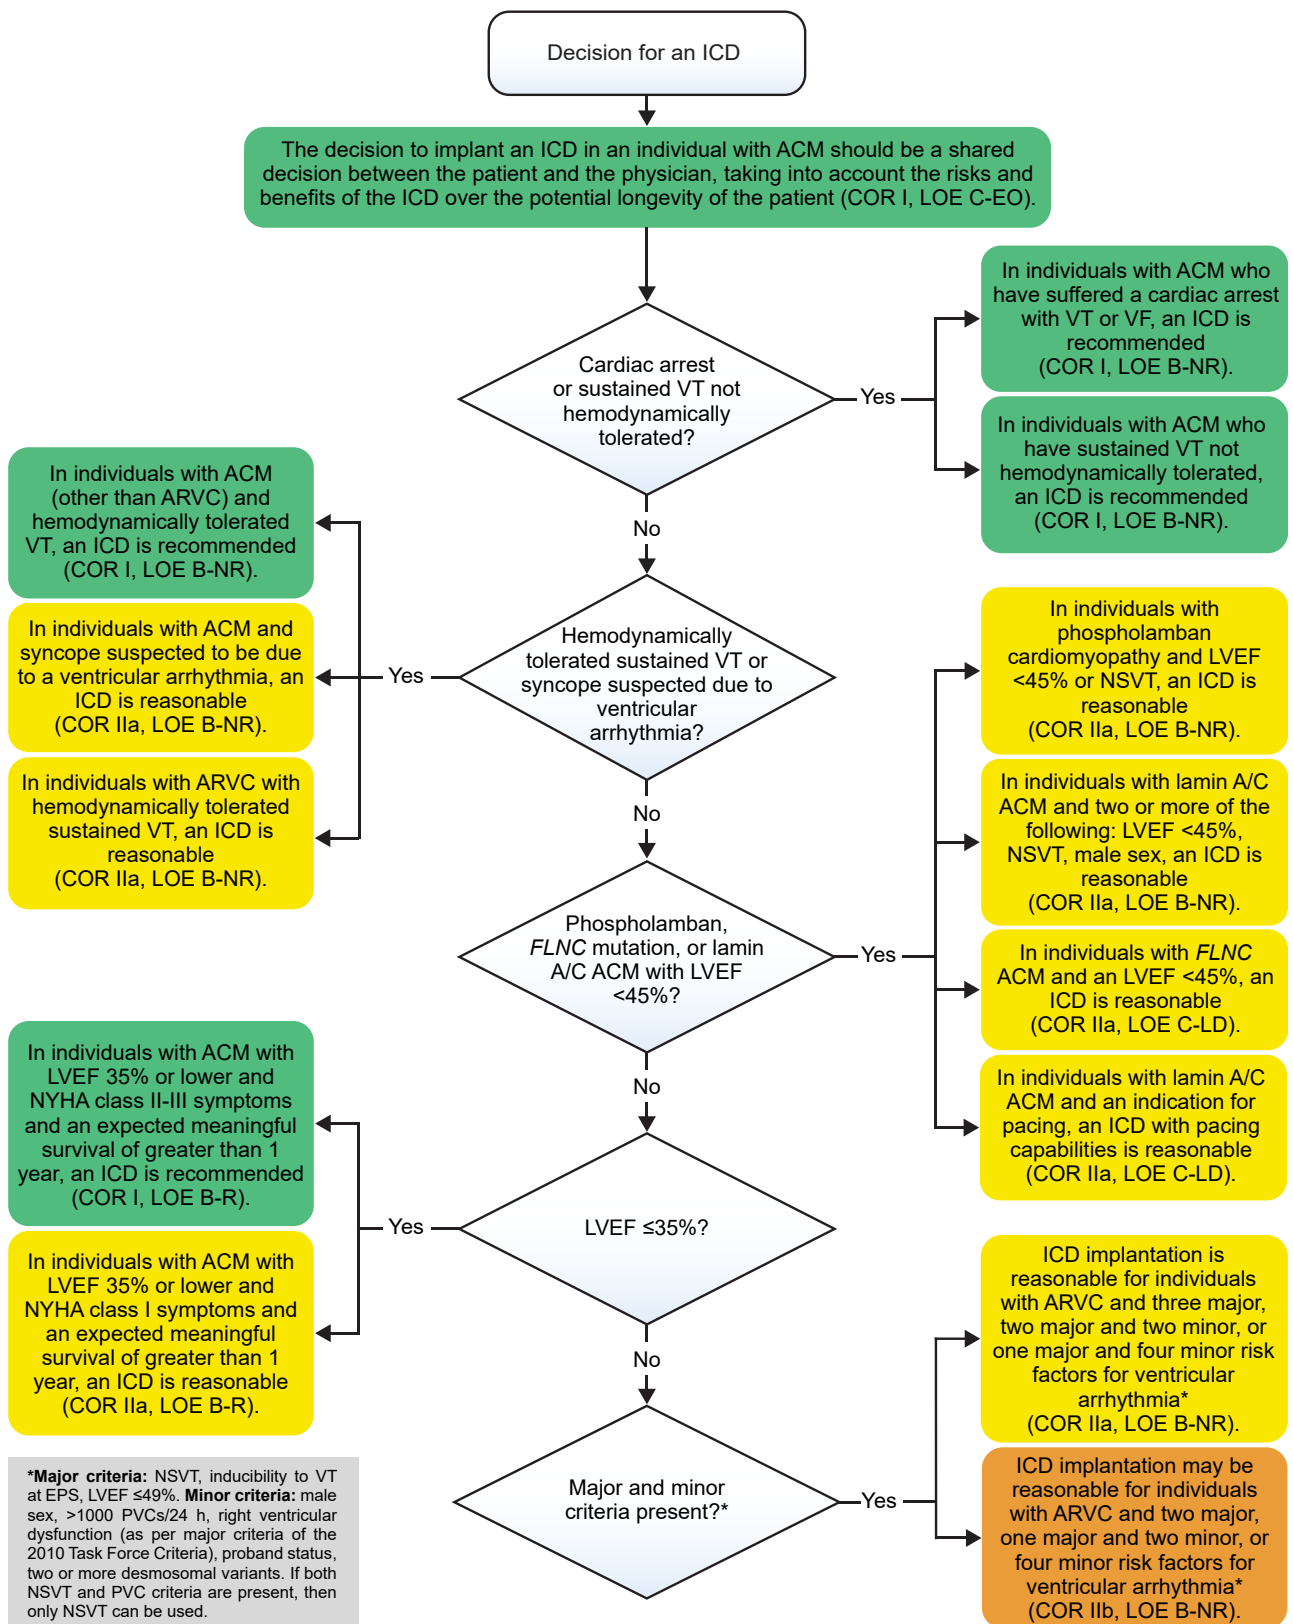 Decision for an ICD
The decision to implant an ICD in an individual with ACM should be a shared
decision between the patient and the physician, taking into account the risks and
benefits of the ICD over the potential longevity of the patient (COR I, LOE C-EO).
Cardiac arrest
or sustained VT not
hemodynamically
tolerated?
Yes
In individuals with ACM who
have suffered a cardiac arrest
with VT or VF, an ICD is
recommended
(COR I, LOE B-NR).
In individuals with ACM who
have sustained VT not
hemodynamically tolerated,
an ICD is recommended
(COR I, LOE B-NR).
No
Hemodynamically
tolerated sustained VT or
syncope suspected due to
ventricular
arrhythmia?
Yes
In individuals with ACM
(other than ARVC) and
hemodynamically tolerated
VT, an ICD is recommended
(COR I, LOE B-NR).
In individuals with ACM and
syncope suspected to be due
to a ventricular arrhythmia, an
ICD is reasonable
(COR IIa, LOE B-NR).
In individuals with ARVC with
hemodynamically tolerated
sustained VT, an ICD is
reasonable
(COR IIa, LOE B-NR).
No
Phospholamban,
FLNC mutation, or lamin
A/C ACM with LVEF
<45%?
Yes
In individuals with
phospholamban
cardiomyopathy and LVEF
<45% or NSVT, an ICD is
reasonable
(COR IIa, LOE B-NR).
In individuals with lamin A/C
ACM and two or more of the
following: LVEF <45%,
NSVT, male sex, an ICD is
reasonable
(COR IIa, LOE B-NR).
In individuals with FLNC
ACM and an LVEF <45%, an
ICD is reasonable
(COR IIa, LOE C-LD).
In individuals with lamin A/C
ACM and an indication for
pacing, an ICD with pacing
capabilities is reasonable
(COR IIa, LOE C-LD).
No
LVEF ≤35%?
Yes
In individuals with ACM with
LVEF 35% or lower and
NYHA class II-III symptoms
and an expected meaningful
survival of greater than 1
year, an ICD is recommended
(COR I, LOE B-R).
In individuals with ACM with
LVEF 35% or lower and
NYHA class I symptoms and
an expected meaningful
survival of greater than 1
year, an ICD is reasonable
(COR IIa, LOE B-R).
No
Major and minor
criteria present?*
Yes
ICD implantation is
reasonable for individuals
with ARVC and three major,
two major and two minor, or
one major and four minor risk
factors for ventricular
arrhythmia*
(COR IIa, LOE B-NR).
ICD implantation may be
reasonable for individuals
with ARVC and two major,
one major and two minor, or
four minor risk factors for
ventricular arrhythmia*
(COR IIb, LOE B-NR).
*Major criteria: NSVT, inducibility to VT
at EPS, LVEF ≤49%. Minor criteria: male
sex, >1000 PVCs/24 h, right ventricular
dysfunction (as per major criteria of the
2010 Task Force Criteria), proband status,
two or more desmosomal variants. If both
NSVT and PVC criteria are present, then
only NSVT can be used.